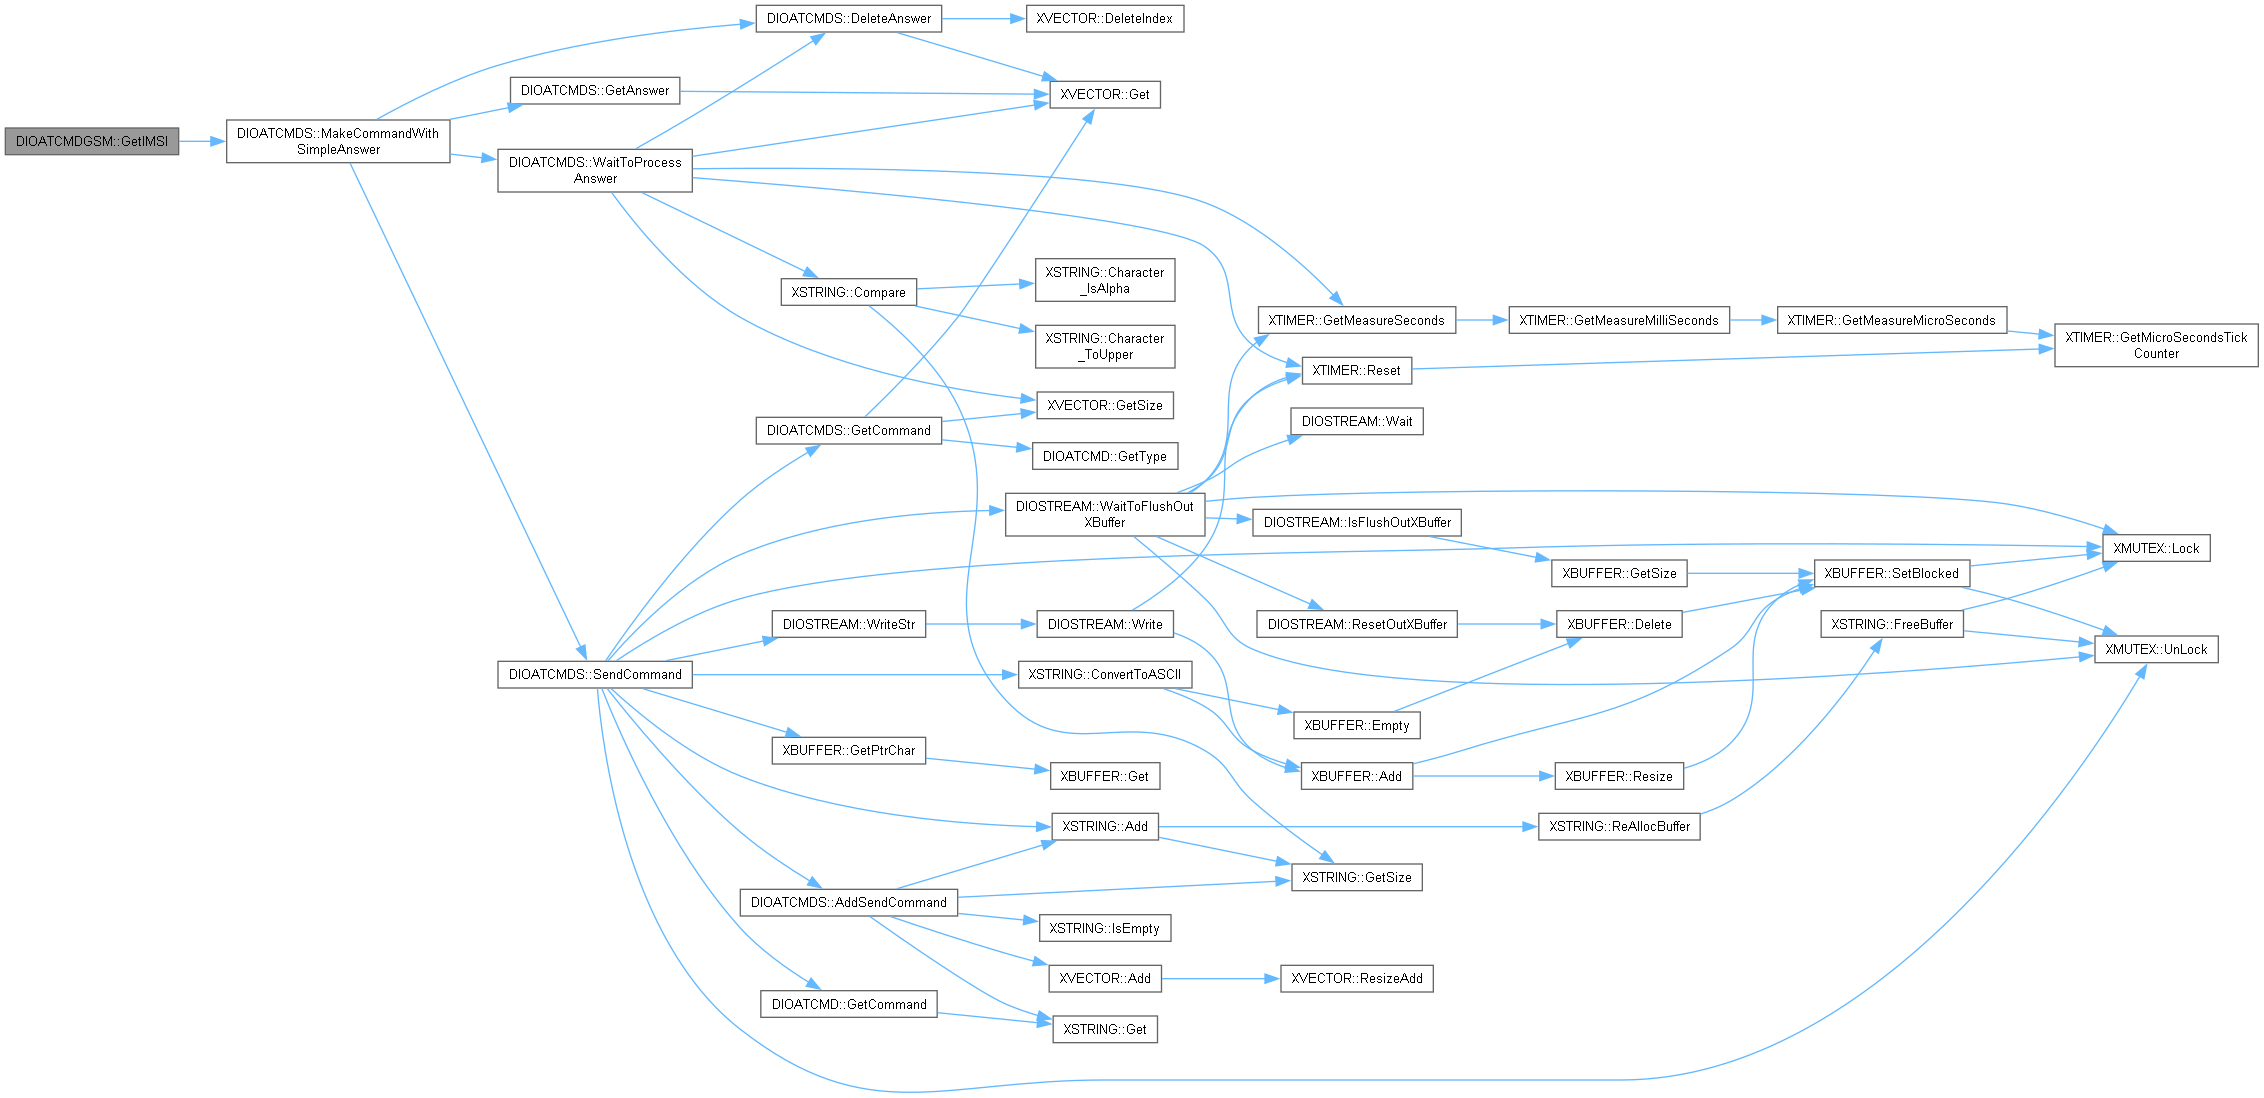 DIOATCMDGSM::GetIMSI
DIOATCMDS::MakeCommandWith
SimpleAnswer
DIOATCMDS::DeleteAnswer
XVECTOR::DeleteIndex
XVECTOR::Get
DIOATCMDS::GetAnswer
DIOATCMDS::WaitToProcess
Answer
XSTRING::Compare
XSTRING::Character
_IsAlpha
XSTRING::Character
_ToUpper
XVECTOR::GetSize
DIOATCMDS::GetCommand
DIOATCMD::GetType
XTIMER::GetMeasureSeconds
XTIMER::GetMeasureMilliSeconds
XTIMER::GetMeasureMicroSeconds
XTIMER::GetMicroSecondsTick
Counter
XTIMER::Reset
DIOSTREAM::Wait
DIOSTREAM::WaitToFlushOut
XBuffer
DIOSTREAM::IsFlushOutXBuffer
XBUFFER::GetSize
XBUFFER::SetBlocked
XMUTEX::Lock
DIOSTREAM::WriteStr
DIOSTREAM::Write
DIOSTREAM::ResetOutXBuffer
XBUFFER::Delete
XSTRING::FreeBuffer
XMUTEX::UnLock
DIOATCMDS::SendCommand
XSTRING::ConvertToASCII
XBUFFER::Empty
XBUFFER::GetPtrChar
XBUFFER::Get
XBUFFER::Add
XBUFFER::Resize
XSTRING::Add
XSTRING::ReAllocBuffer
XSTRING::GetSize
DIOATCMDS::AddSendCommand
XSTRING::IsEmpty
XVECTOR::Add
XVECTOR::ResizeAdd
DIOATCMD::GetCommand
XSTRING::Get